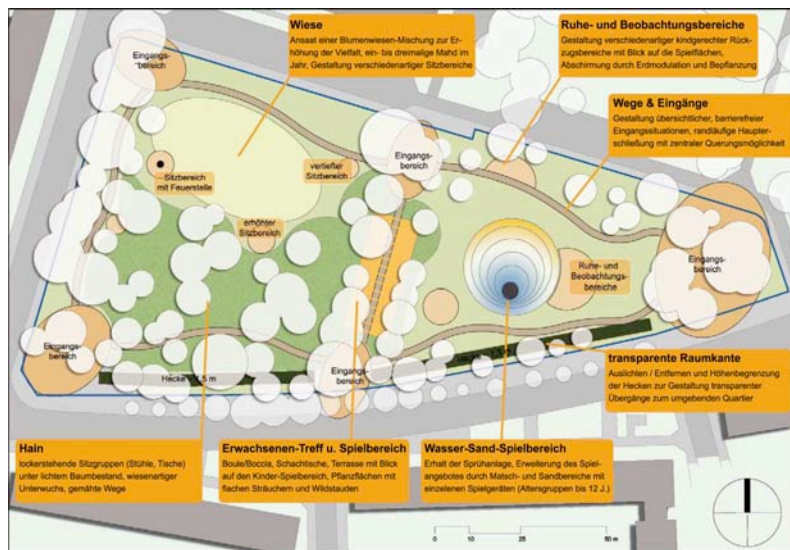 Wiese
Ansaat einer Blumenwiesen-Mischung zur Er-
höhung der Vielfalt, ein- bis dreimalige Mahd im
Jahr, Gestaltung verschiedenartiger Sitzbereiche
Ruhe- und Beobachtungsbereiche
Gestaltung verschiedenartiger kindgerechter Rück-
zugsbereiche mit Blick auf die Spielflächen,
Abschirmung durch Erdmodulation und Bepflanzung
Wege & Eingänge
Gestaltung übersichtlicher, barrierefreier
Eingangssituationen, randläufige Haupter-
schließung mit zentraler Querungsmöglichkeit
Eingangs-
bereich
Eingangs-
bereich
vertiefter
Sitzbereich
Sitzbereich
mit Feuerstelle
erhöhter
Sitzbereich
Ruhe- und
Beobachtungs-
bereiche
Eingangs-
bereich
Eingangs-
bereich
Eingangs-
bereich
Hecke 1,5 m
Hecke 1,5 m
transparente Raumkante
Auslichten / Entfernen und Höhenbegrenzung
der Hecken zur Gestaltung transparenter
Übergänge zum umgebenden Quartier
Hain
lockerstehende Sitzgruppen (Stühle, Tische)
unter lichtem Baumbestand, wiesenartiger
Unterwuchs, gemähte Wege
Erwachsenen-Treff u. Spielbereich
Boule/Boccia, Schachtische, Terrasse mit Blick
auf den Kinder-Spielbereich, Pflanzflächen mit
flachen Sträuchern und Wildstauden
Wasser-Sand-Spielbereich
Erhalt der Sprühanlage, Erweiterung des Spiel-
angebotes durch Matsch- und Sandbereiche mit
einzelenen Spielgeräten (Altersgruppen bis 12 J.)
0 10 25 50 m